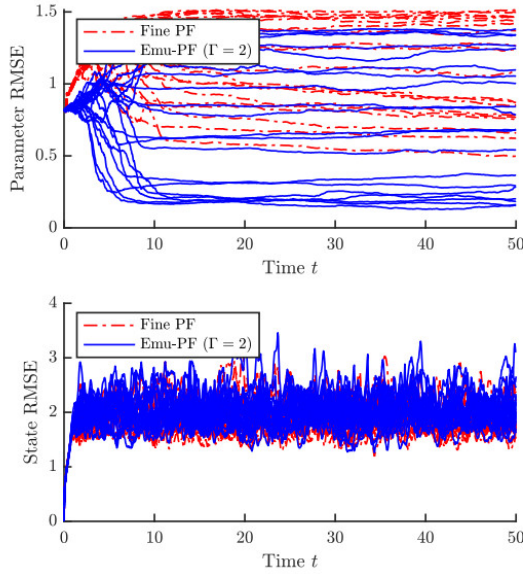 1.5
1
0.5
0
Parameter RMSE
Fine PF
Emu-PF (Γ = 2)
0 10 20 30 40 50
Time t
4
3
2
1
0
State RMSE
Fine PF
Emu-PF (Γ = 2)
0 10 20 30 40 50
Time t